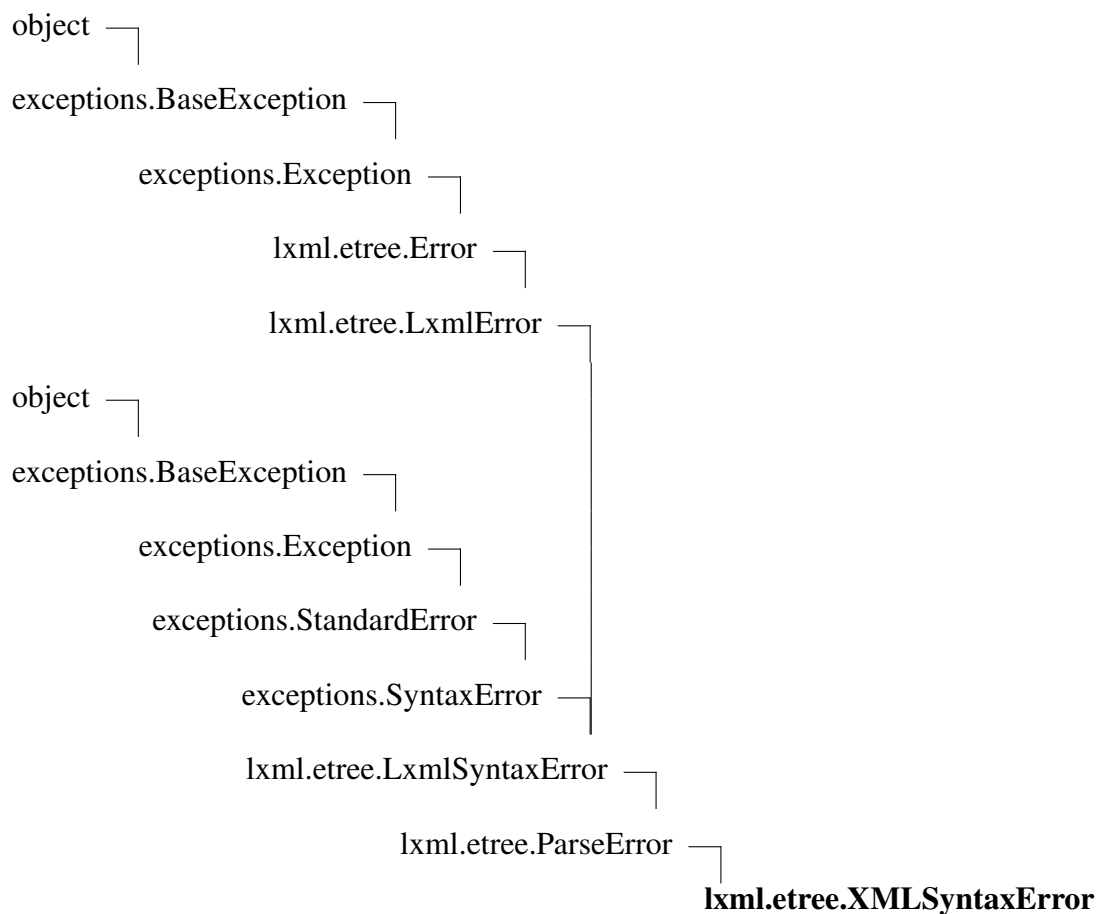 object
exceptions.BaseException
exceptions.Exception
lxml.etree.Error
lxml.etree.LxmlError
object
exceptions.BaseException
exceptions.Exception
exceptions.StandardError
exceptions.SyntaxError
lxml.etree.LxmlSyntaxError
lxml.etree.ParseError
lxml.etree.XMLSyntaxError